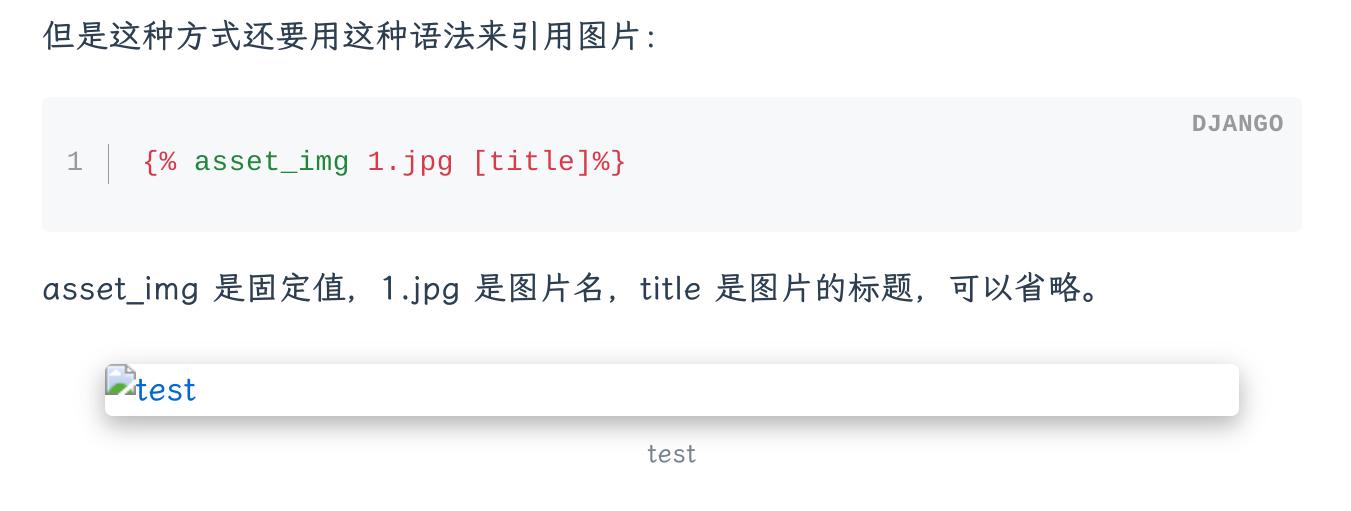 但是这种方式还要用这种语法来引用图片：
DJANGO
1 {% asset_img 1.jpg [title]%}
asset_img 是固定值，1.jpg 是图片名，title 是图片的标题，可以省略。
test
test